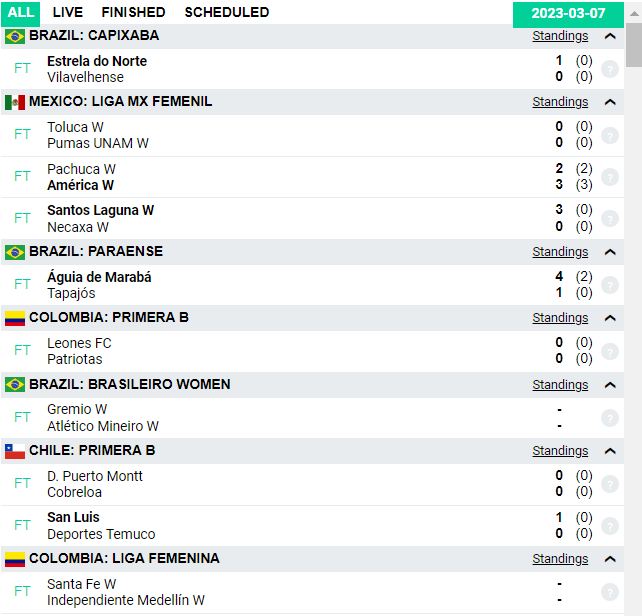 ALL LIVE FINISHED SCHEDULED 2023-03-07
BRAZIL: CAPIXABA Standings
FT Estrela do Norte 1 (0)
Vilavelhense 0 (0)
?
MEXICO: LIGA MX FEMENIL Standings
FT Toluca W 0 (0)
Pumas UNAM W 0 (0)
?
FT Pachuca W 2 (2)
América W 3 (3)
?
FT Santos Laguna W 3 (0)
Necaxa W 0 (0)
?
BRAZIL: PARAENSE Standings
FT Águia de Marabá 4 (2)
Tapajós 1 (0)
?
COLOMBIA: PRIMERA B Standings
FT Leones FC 0 (0)
Patriotas 0 (0)
?
BRAZIL: BRASILEIRO WOMEN Standings
FT Gremio W -
Atlético Mineiro W -
?
CHILE: PRIMERA B Standings
FT D. Puerto Montt 0 (0)
Cobreloa 0 (0)
?
FT San Luis 1 (0)
Deportes Temuco 0 (0)
?
COLOMBIA: LIGA FEMENINA Standings
FT Santa Fe W -
Independiente Medellín W -
?